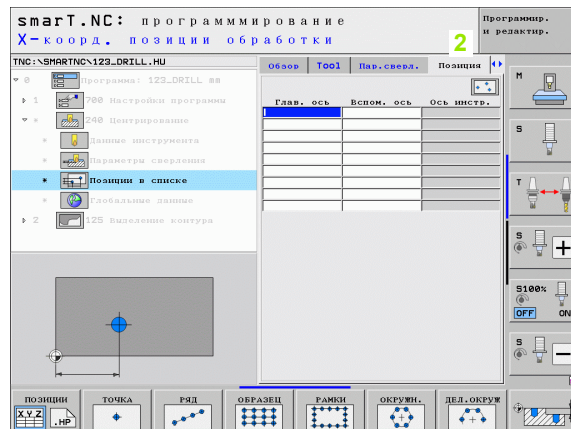 smarT.NC: программмирование
Программир. и редактир.
X-коорд. позиции обработки
2
TNC:\SMARTNC\123_DRILL.HU
Обзор Tool Пар.сверл. Позиция
0 Программа: 123_DRILL мм
1 700 Настройки программы
* 240 Центрирование
* Данные инструмента
* Параметры сверления
* Позиции в списке
* Глобальные данные
2 125 Выделение контура
Глав. ось Вспом. ось Ось инстр.
M
S
T
S
S100%
OFF ON
S
позиции
X,Y,Z .HP
точка
ряд
образец
рамки
окружн.
дел.окруж